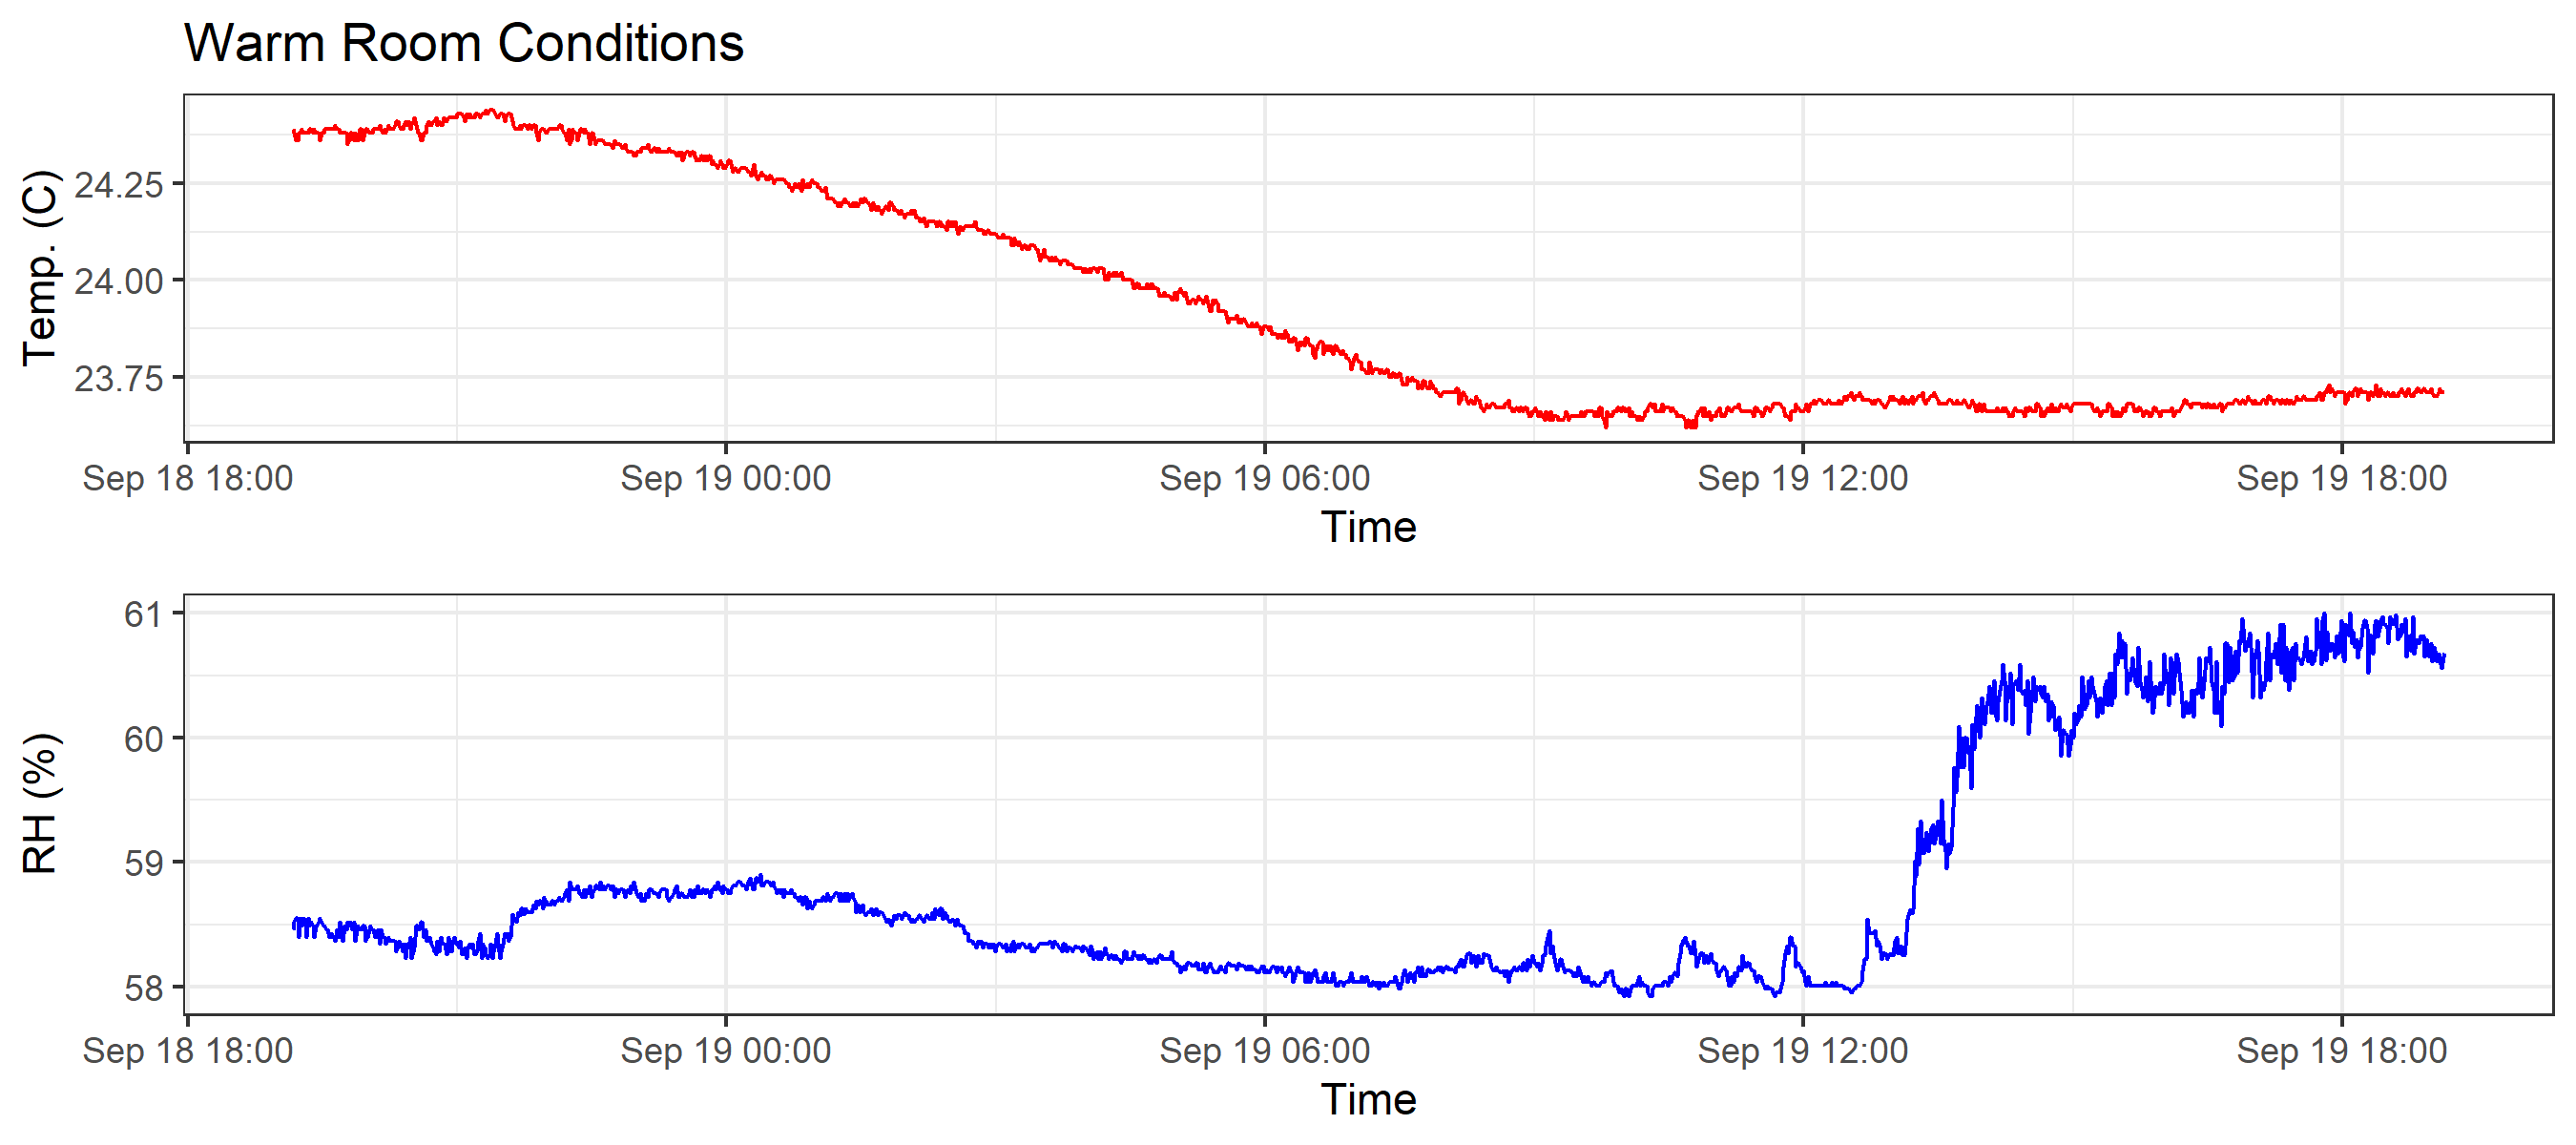 Warm Room Conditions
Temp. (C)
24.25
24.00
23.75
Sep 18 18:00 Sep 19 00:00 Sep 19 06:00 Sep 19 12:00 Sep 19 18:00
Time
RH (%)
61
60
59
58
Sep 18 18:00 Sep 19 00:00 Sep 19 06:00 Sep 19 12:00 Sep 19 18:00
Time